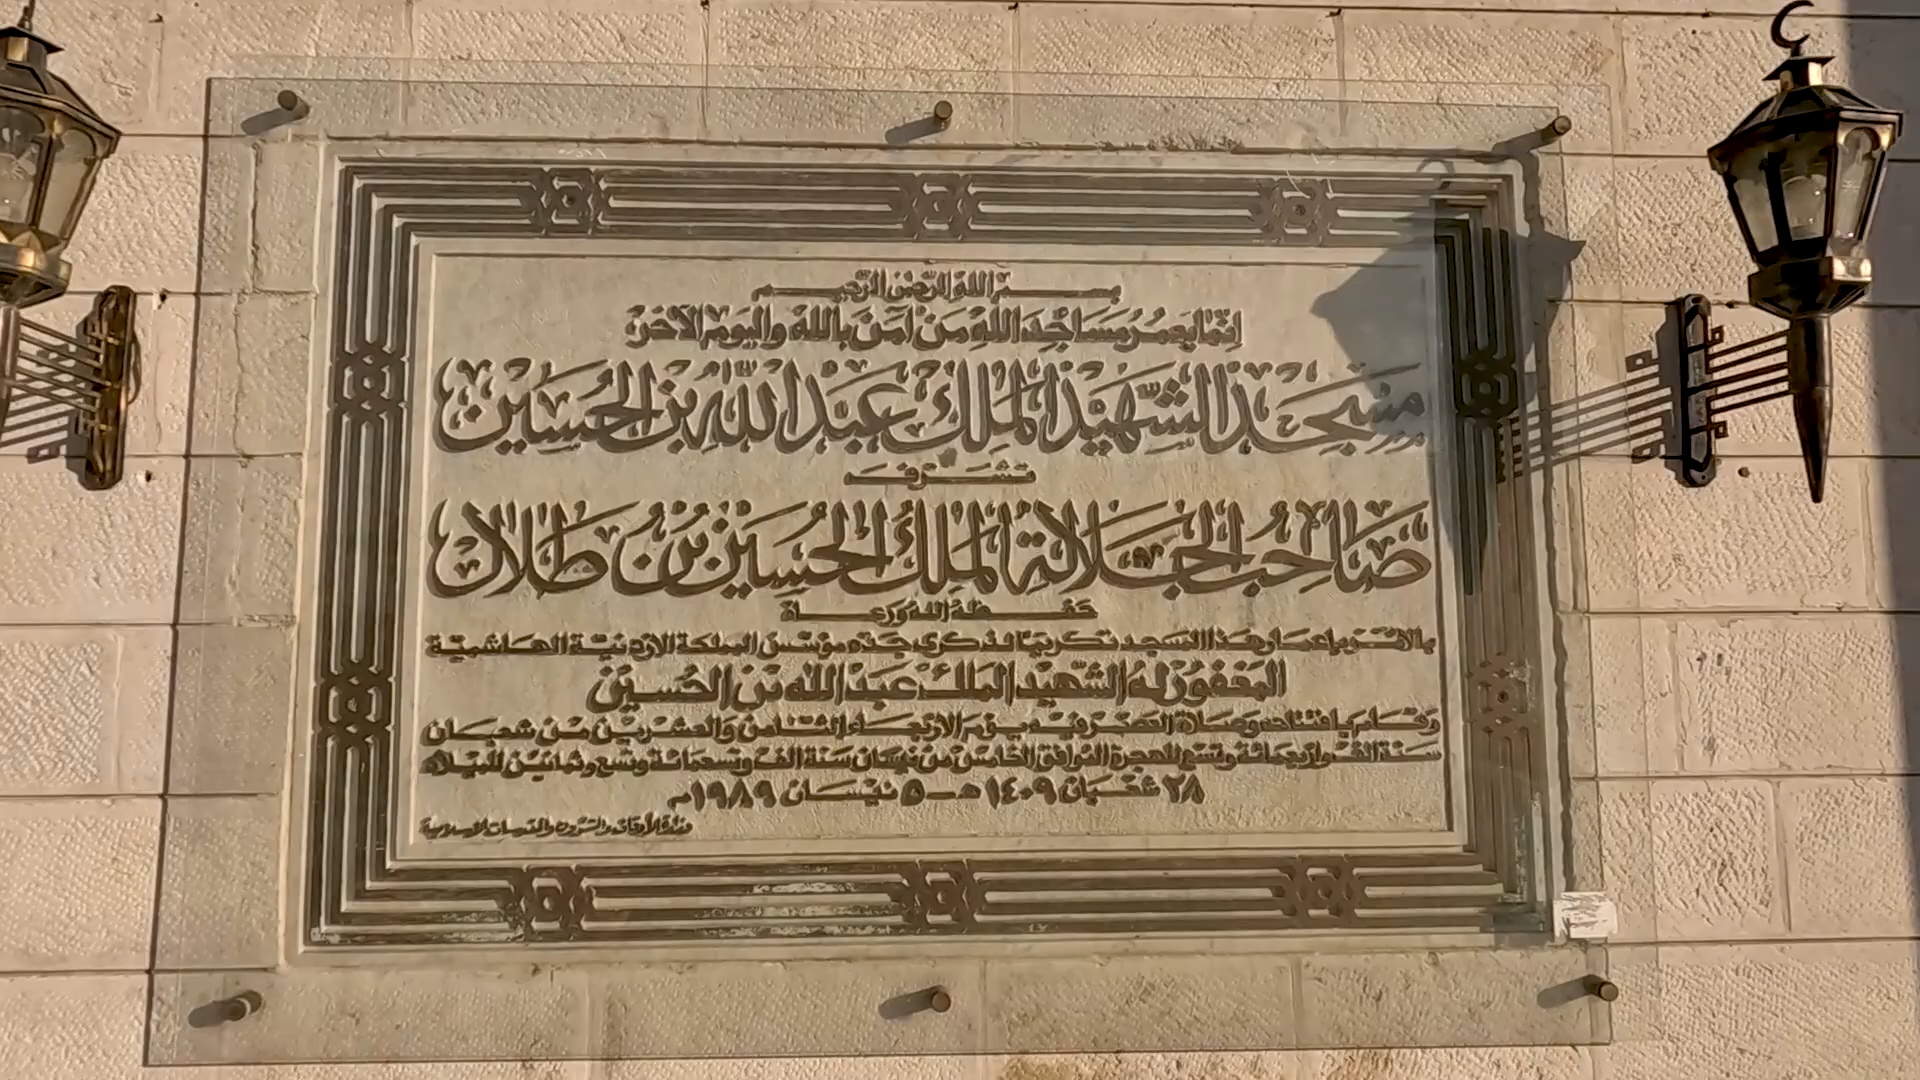 بسم الله الرحمن الرحيم
إنما يعمر مساجد الله من آمن بالله واليوم الآخر
مسجد الشهيد الملك عبد الله بن الحسين
تشرف
صاحب الجلالة الملك الحسين بن طلال
حفظه الله ورعاه
بالأمر بإعمار هذا المسجد تكريما لذكرى جده مؤسس المملكة الأردنية الهاشمية
المغفور له الشهيد الملك عبد الله بن الحسين
وقام بافتتاحه وصلاة العصر فيه يوم الأربعاء الثامن والعشرين من شعبان
سنة ألف وأربعمائة وتسع للهجرة الموافق الخامس من نيسان سنة ألف وتسعمائة وتسع وثمانين للميلاد
٢٨ شعبان ١٤٠٩ هـ - ٥ نيسان ١٩٨٩م
وزارة الأوقاف والشؤون والمقدسات الإسلامية